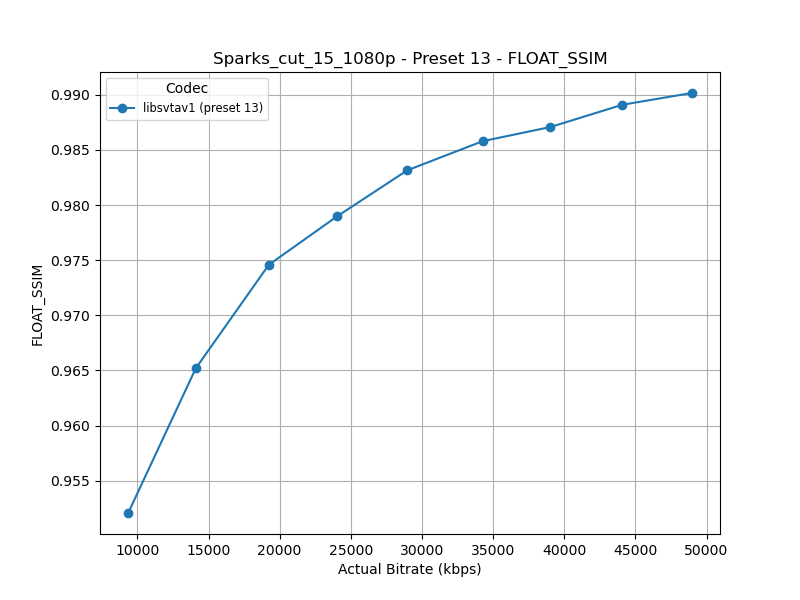 Sparks_cut_15_1080p - Preset 13 - FLOAT_SSIM
Codec
libsvtav1 (preset 13)
0.990
0.985
0.980
0.975
0.970
0.965
0.960
0.955
FLOAT_SSIM
10000 15000 20000 25000 30000 35000 40000 45000 50000
Actual Bitrate (kbps)